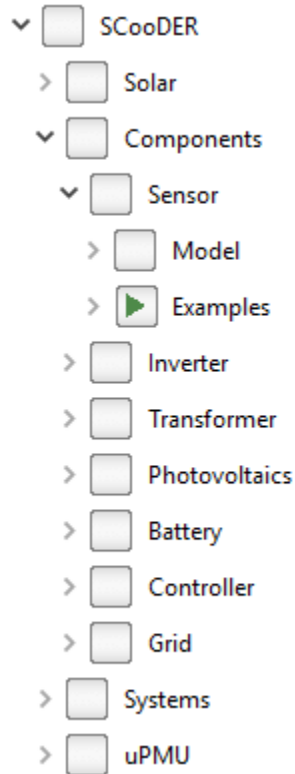 SCooDER
Solar
Components
Sensor
Model
Examples
Inverter
Transformer
Photovoltaics
Battery
Controller
Grid
Systems
uPMU